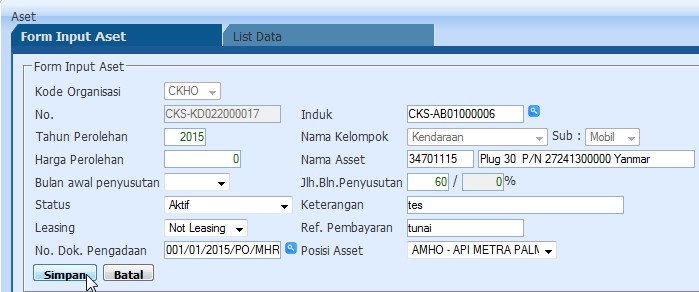 Aset
Form Input Aset List Data
Form Input Aset
Kode Organisasi CKHO
No. CKS-KD022000017 Induk CKS-AB01000006
Tahun Perolehan 2015 Nama Kelompok Kendaraan Sub : Mobil
Harga Perolehan 0 Nama Asset 34701115 Plug 30 P/N 27241300000 Yanmar
Bulan awal penyusutan Jlh.Bln.Penyusutan 60 / 0 %
Status Aktif Keterangan tes
Leasing Not Leasing Ref. Pembayaran tunai
No. Dok. Pengadaan 001/01/2015/PO/MHR Posisi Asset AMHO - API METRA PALM
Simpan Batal